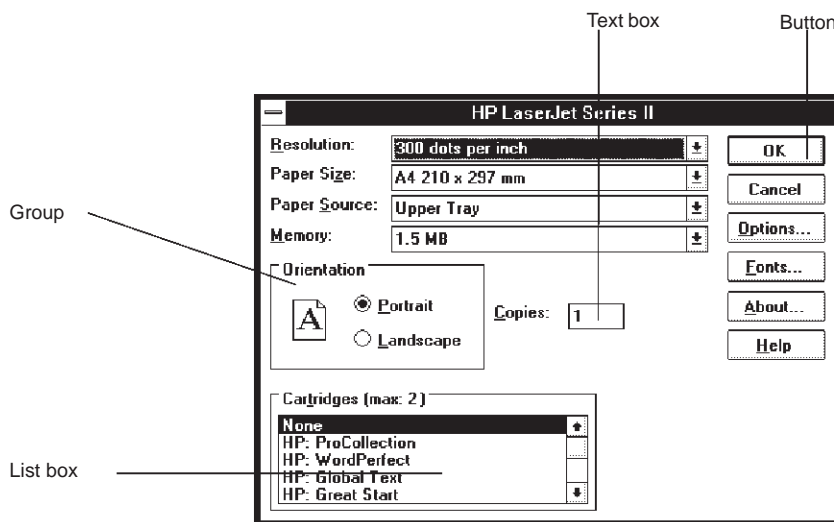 Text box Button
HP LaserJet Series II
Resolution: 300 dots per inch OK
Paper Size: A4 210 x 297 mm Cancel
Paper Source: Upper Tray
Group
Memory: 1.5 MB Options...
Orientation Fonts...
A Portrait Copies: 1 About...
Landscape Help
Cartridges (max: 2)
None
HP: ProCollection
HP: WordPerfect
List box HP: Global Text
HP: Great Start